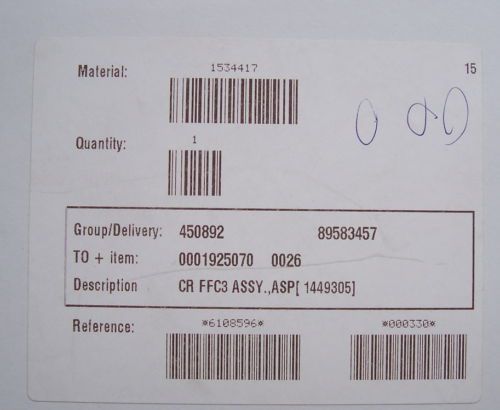 Material: 1534417 15
Quantity: 1
Group/Delivery: 450892 89583457
TO + item: 0001925070 0026
Description CR FFC3 ASSY.,ASP[ 1449305]
Reference: *6108596* *000330*